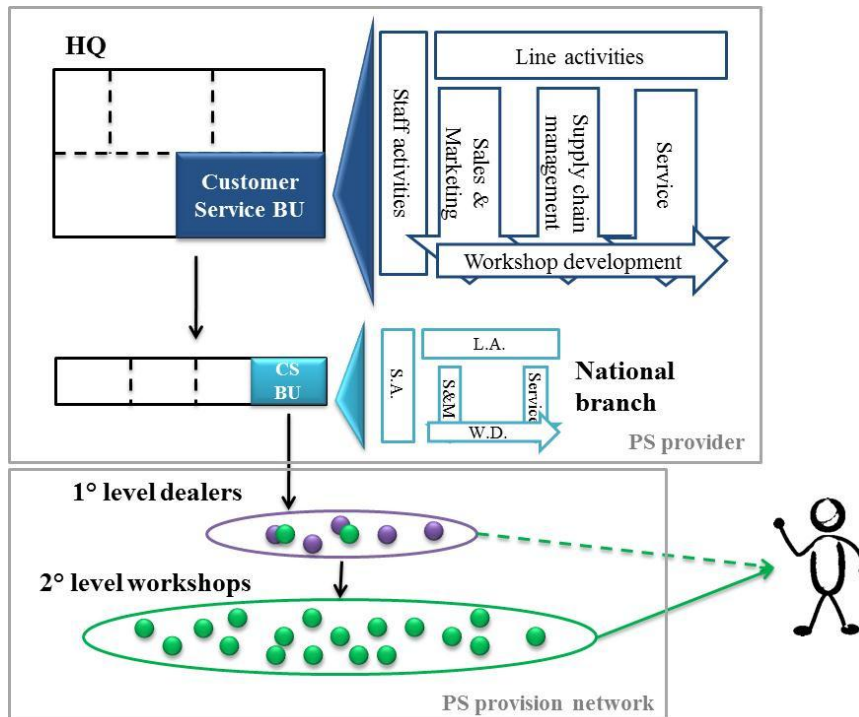 HQ
Customer
Service BU
Staff activities
Line activities
Sales &
Marketing
Supply chain
management
Service
Workshop development
CS
BU
S.A.
L.A.
S&M
Service
W.D.
National
branch
PS provider
1° level dealers
2° level workshops
PS provision network